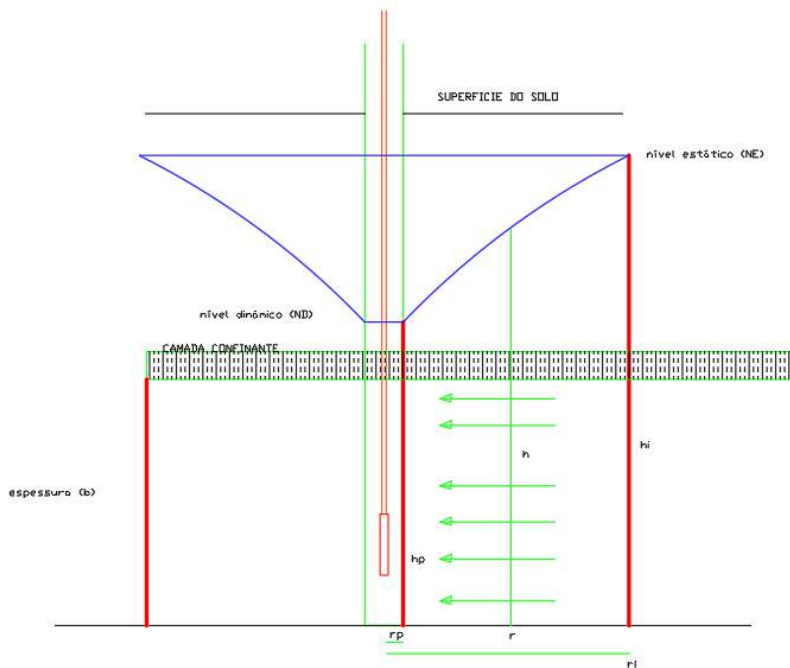 SUPERFICIE DO SOLO
nível estático (NE)
nível dinâmico (ND)
CAMADA CONFINANTE
hi
h
espessura (b)
hp
rp
r
ri